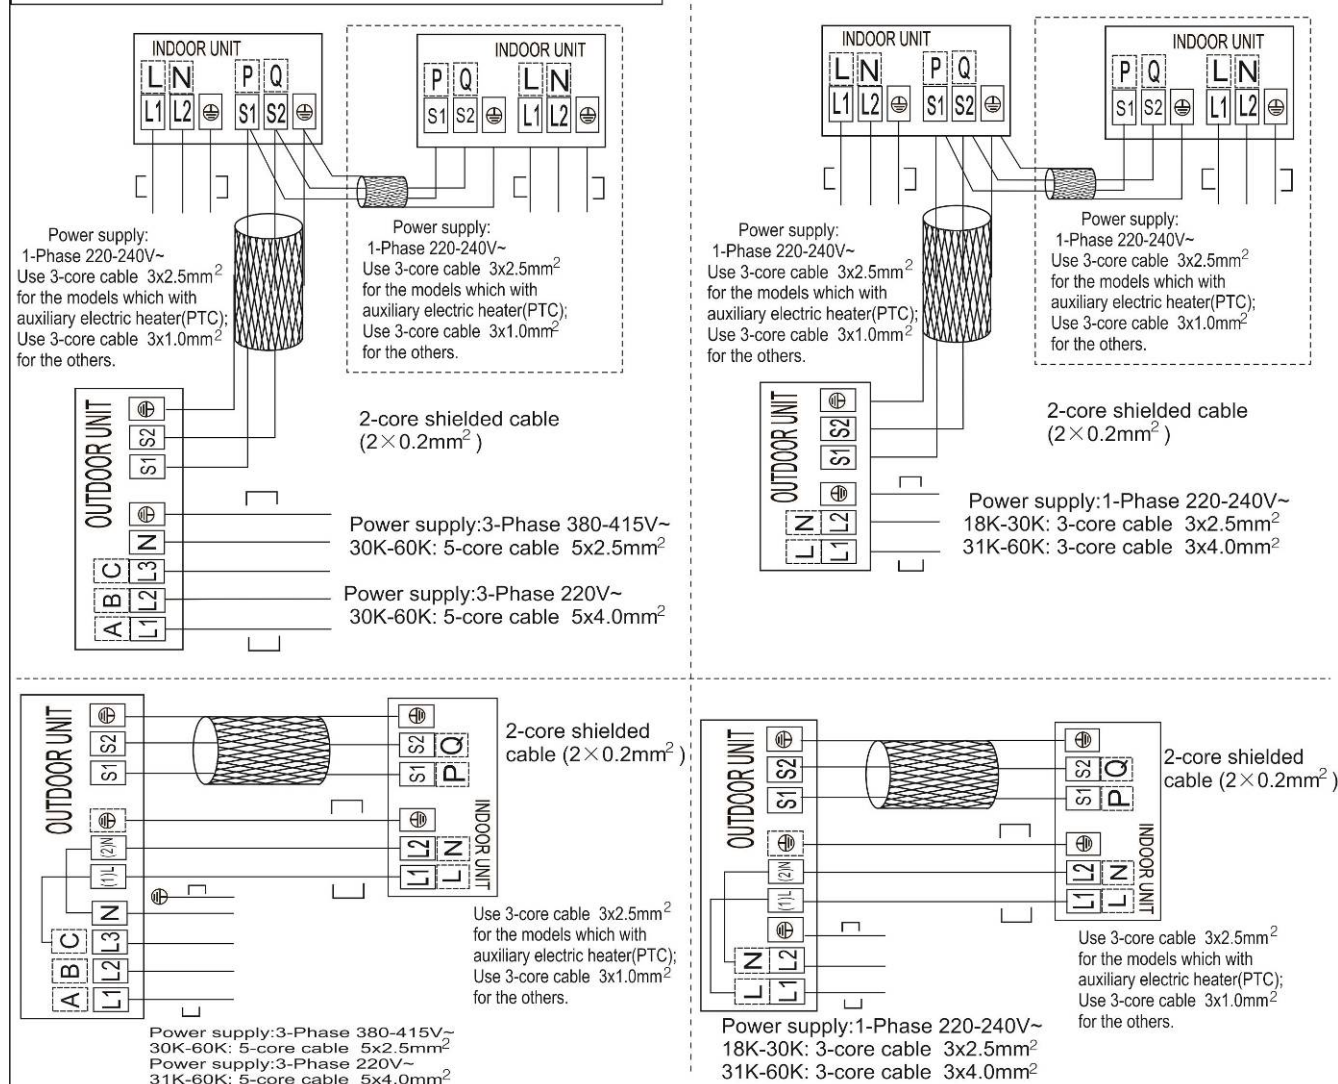 INDOOR UNIT
L N P Q
L1 L2 S1 S2
INDOOR UNIT
P Q L N
S1 S2 L1 L2
Power supply:
1-Phase 220-240V~
Use 3-core cable 3x2.5mm²
for the models which with
auxiliary electric heater(PTC);
Use 3-core cable 3x1.0mm²
for the others.
Power supply:
1-Phase 220-240V~
Use 3-core cable 3x2.5mm²
for the models which with
auxiliary electric heater(PTC);
Use 3-core cable 3x1.0mm²
for the others.
OUTDOOR UNIT
S2
S1
N
C L3
B L2
A L1
2-core shielded cable
(2×0.2mm²)
Power supply:3-Phase 380-415V~
30K-60K: 5-core cable 5x2.5mm²
Power supply:3-Phase 220V~
30K-60K: 5-core cable 5x4.0mm²
INDOOR UNIT
L N P Q
L1 L2 S1 S2
INDOOR UNIT
P Q L N
S1 S2 L1 L2
Power supply:
1-Phase 220-240V~
Use 3-core cable 3x2.5mm²
for the models which with
auxiliary electric heater(PTC);
Use 3-core cable 3x1.0mm²
for the others.
Power supply:
1-Phase 220-240V~
Use 3-core cable 3x2.5mm²
for the models which with
auxiliary electric heater(PTC);
Use 3-core cable 3x1.0mm²
for the others.
OUTDOOR UNIT
S2
S1
N L2
L L1
2-core shielded cable
(2×0.2mm²)
Power supply:1-Phase 220-240V~
18K-30K: 3-core cable 3x2.5mm²
31K-60K: 3-core cable 3x4.0mm²
OUTDOOR UNIT
S2
S1
(2)N
(1)L
N
C L3
B L2
A L1
S2 Q
S1 P
L2 N
L1 L
INDOOR UNIT
2-core shielded
cable (2×0.2mm²)
Use 3-core cable 3x2.5mm²
for the models which with
auxiliary electric heater(PTC);
Use 3-core cable 3x1.0mm²
for the others.
Power supply:3-Phase 380-415V~
30K-60K: 5-core cable 5x2.5mm²
Power supply:3-Phase 220V~
31K-60K: 5-core cable 5x4.0mm²
OUTDOOR UNIT
S2
S1
(2)N
(1)L
N L2
L L1
S2 Q
S1 P
L2 N
L1 L
INDOOR UNIT
2-core shielded
cable (2×0.2mm²)
Use 3-core cable 3x2.5mm²
for the models which with
auxiliary electric heater(PTC);
Use 3-core cable 3x1.0mm²
for the others.
Power supply:1-Phase 220-240V~
18K-30K: 3-core cable 3x2.5mm²
31K-60K: 3-core cable 3x4.0mm²